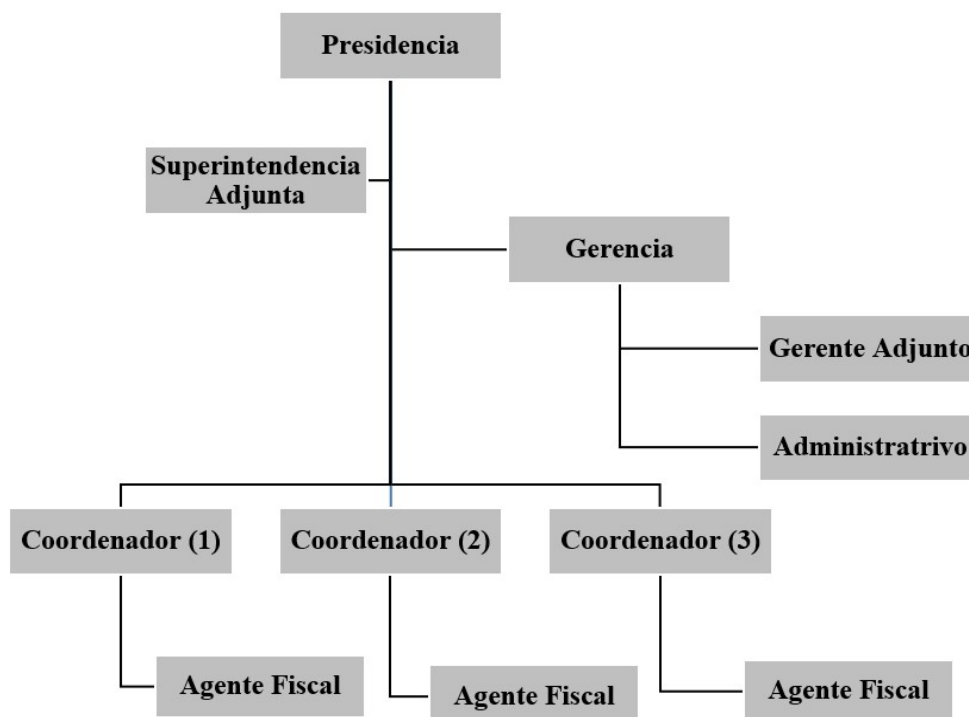 Presidencia
Superintendencia
Adjunta
Gerencia
Gerente Adjunto
Administratrivo
Coordenador (1)
Coordenador (2)
Coordenador (3)
Agente Fiscal
Agente Fiscal
Agente Fiscal